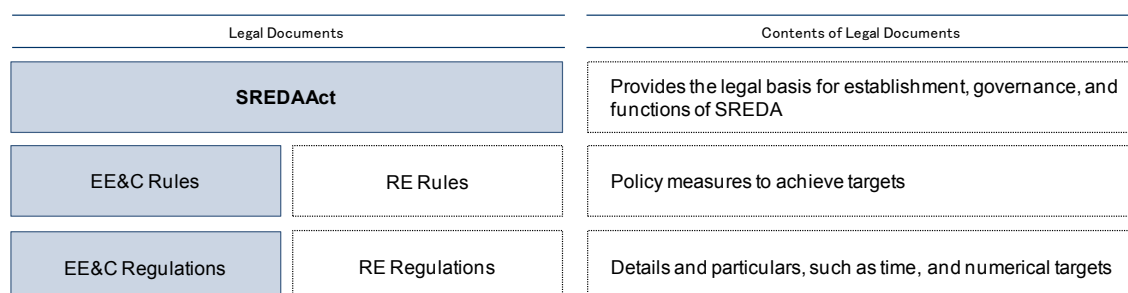 Legal Documents
Contents of Legal Documents
SREDAAct
Provides the legal basis for establishment, governance, and
functions of SREDA
EE&C Rules
RE Rules
Policy measures to achieve targets
EE&C Regulations
RE Regulations
Details and particulars, such as time, and numerical targets